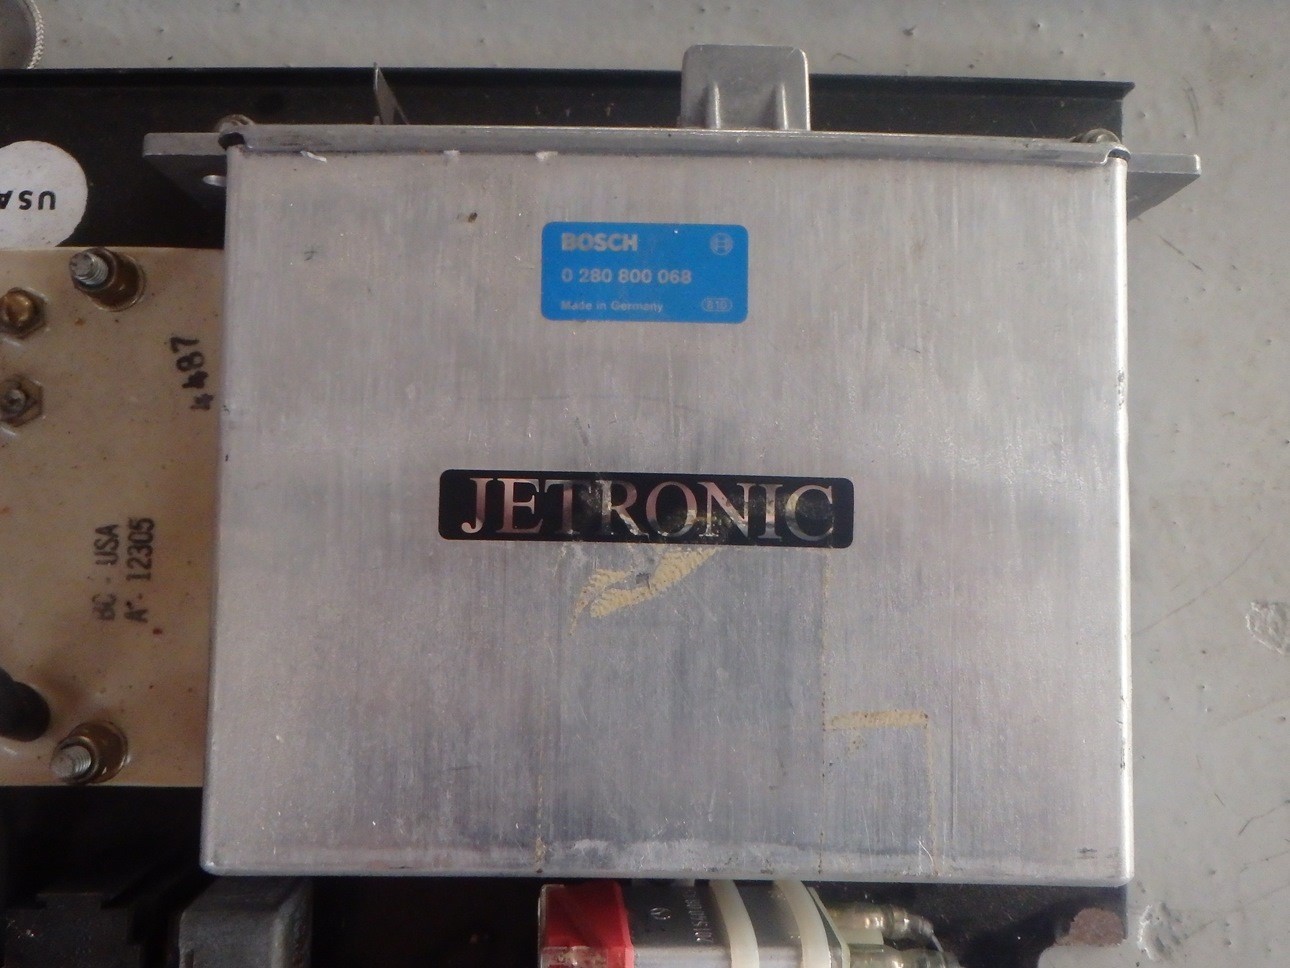 USA
BOSCH
0 280 800 068
Made in Germany
4487
JETRONIC
BC - USA
A - 12305